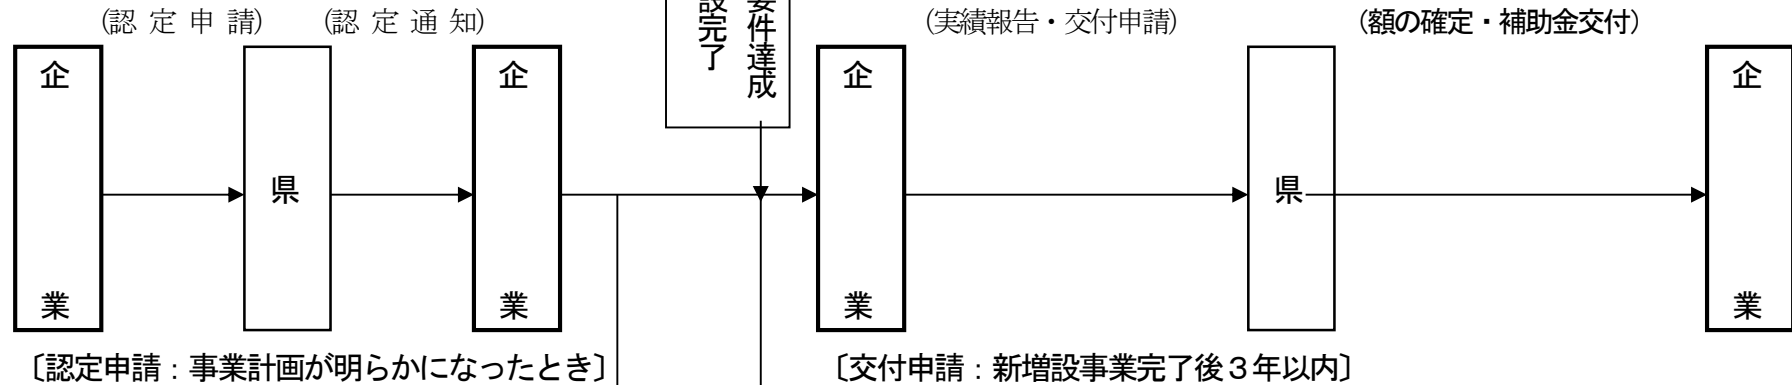 (認 定 申 請)
(認 定 通 知)
要件達成
設完了
(実績報告・交付申請)
(額の確定・補助金交付)
企業
県
企業
企業
県
企業
〔認定申請：事業計画が明らかになったとき〕
〔交付申請：新増設事業完了後３年以内〕